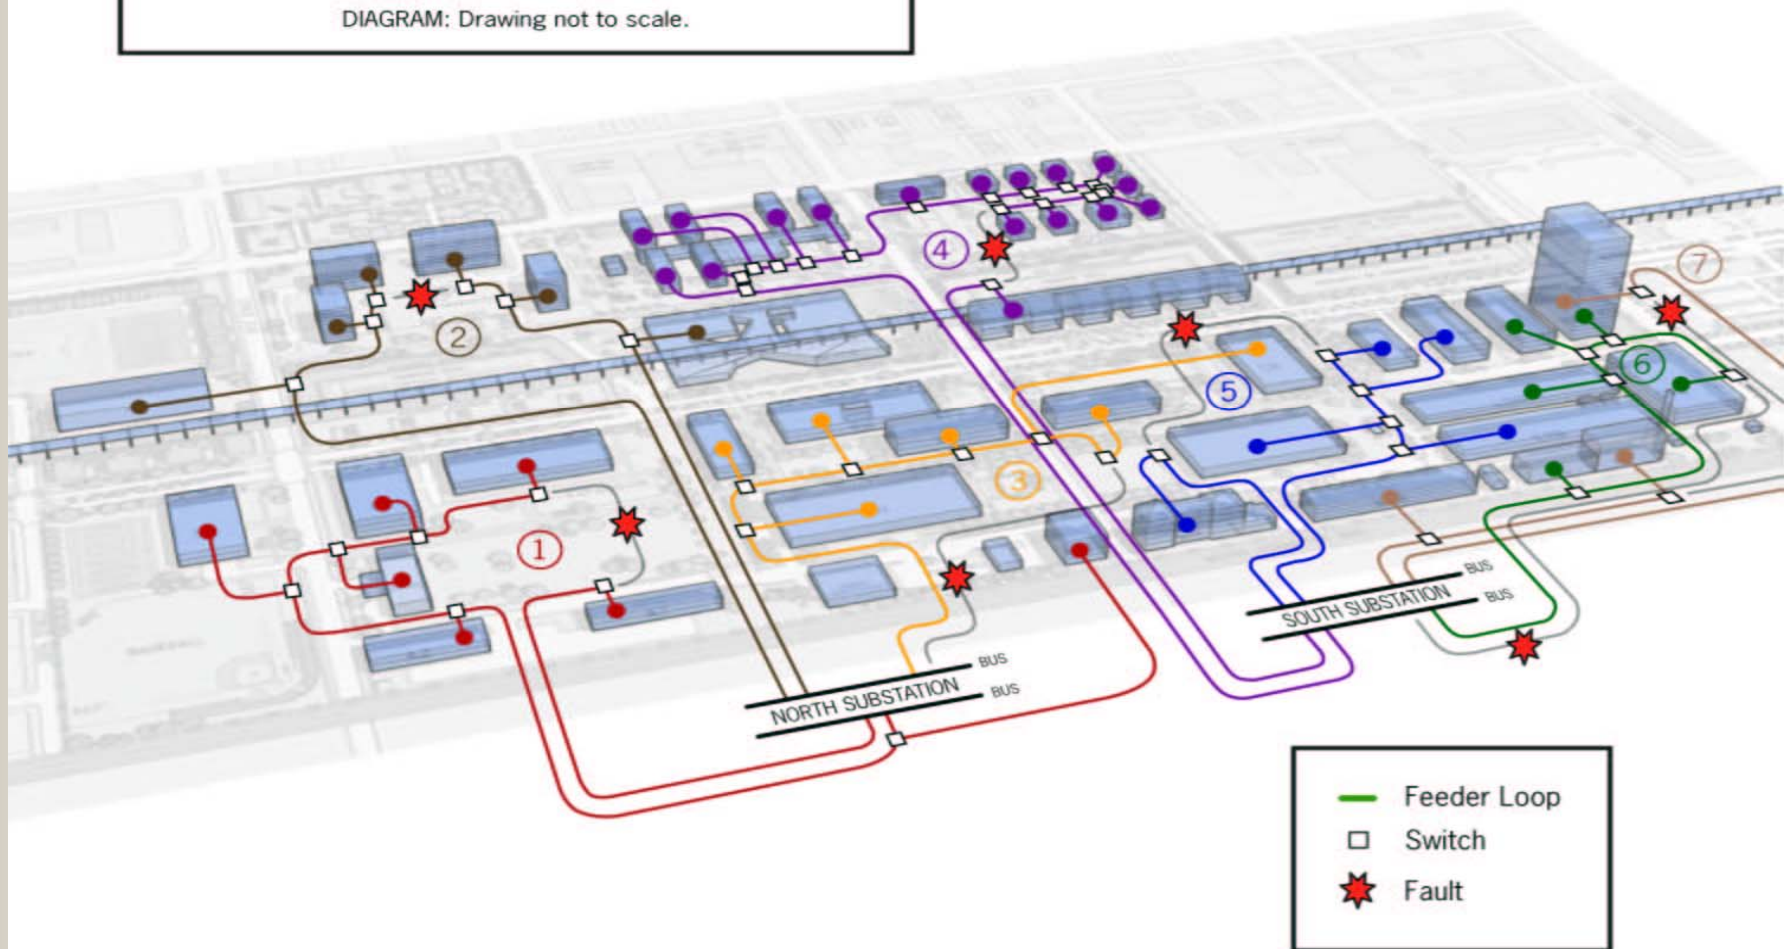 DIAGRAM: Drawing not to scale.
7
4
2
6
5
3
1
BUS
SOUTH SUBSTATION
BUS
BUS
NORTH SUBSTATION
BUS
Feeder Loop
Switch
Fault